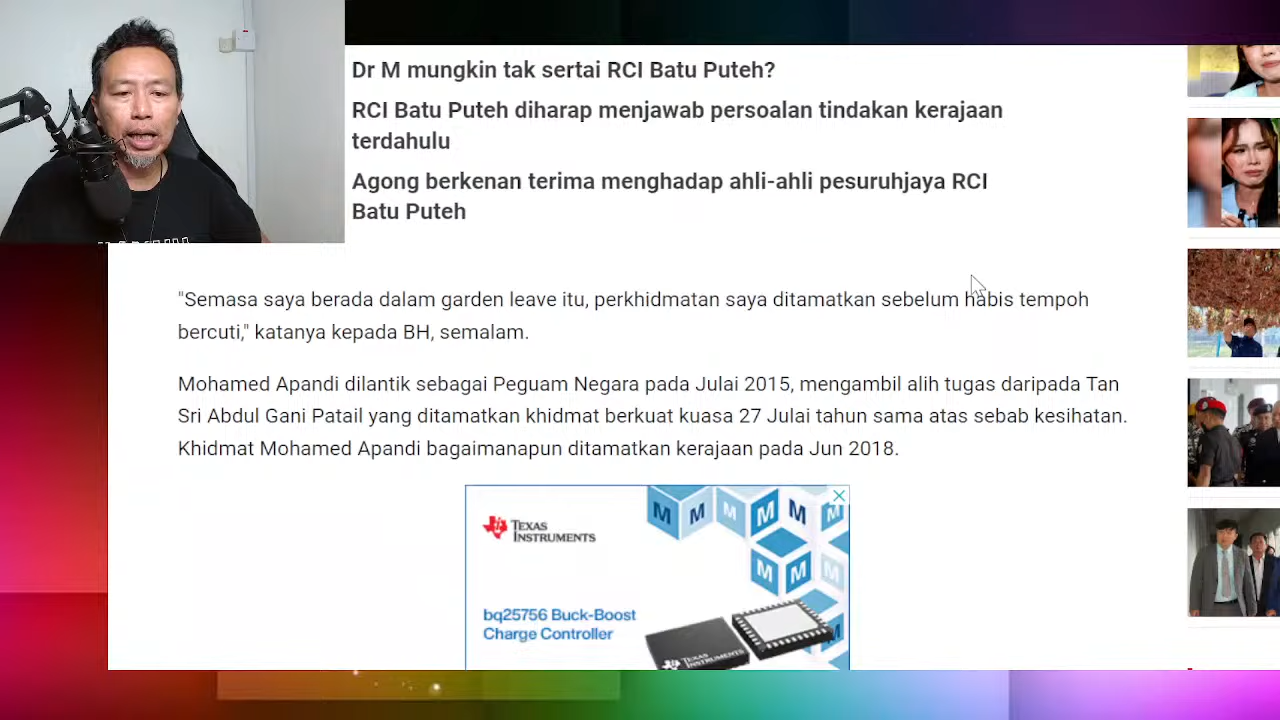 Dr M mungkin tak sertai RCI Batu Puteh?
RCI Batu Puteh diharap menjawab persoalan tindakan kerajaan
terdahulu
Agong berkenan terima menghadap ahli-ahli pesuruhjaya RCI
Batu Puteh
"Semasa saya berada dalam garden leave itu, perkhidmatan saya ditamatkan sebelum habis tempoh
bercuti," katanya kepada BH, semalam.
Mohamed Apandi dilantik sebagai Peguam Negara pada Julai 2015, mengambil alih tugas daripada Tan
Sri Abdul Gani Patail yang ditamatkan khidmat berkuat kuasa 27 Julai tahun sama atas sebab kesihatan.
Khidmat Mohamed Apandi bagaimanapun ditamatkan kerajaan pada Jun 2018.
TEXAS
INSTRUMENTS
M M M M M M
M M
bq25756 Buck-Boost
Charge Controller
TEXAS
INSTRUMENTS